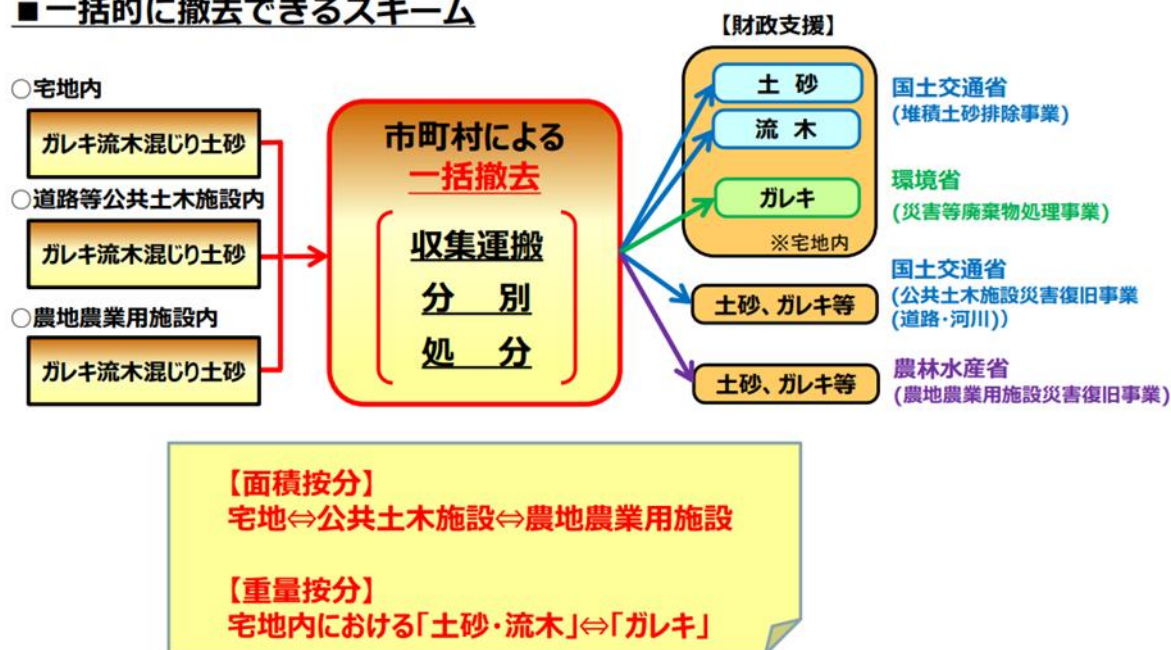 ■一括的に撤去できるスキーム
○宅地内
ガレキ流木混じり土砂
○道路等公共土木施設内
ガレキ流木混じり土砂
○農地農業用施設内
ガレキ流木混じり土砂
市町村による
一括撤去
収集運搬
分 別
処 分
【財政支援】
土 砂
流 木
ガレキ
※宅地内
土砂、ガレキ等
土砂、ガレキ等
国土交通省
(堆積土砂排除事業)
環境省
(災害等廃棄物処理事業)
国土交通省
(公共土木施設災害復旧事業
(道路・河川))
農林水産省
(農地農業用施設災害復旧事業)
【面積按分】
宅地⇔公共土木施設⇔農地農業用施設
【重量按分】
宅地内における「土砂・流木」⇔「ガレキ」